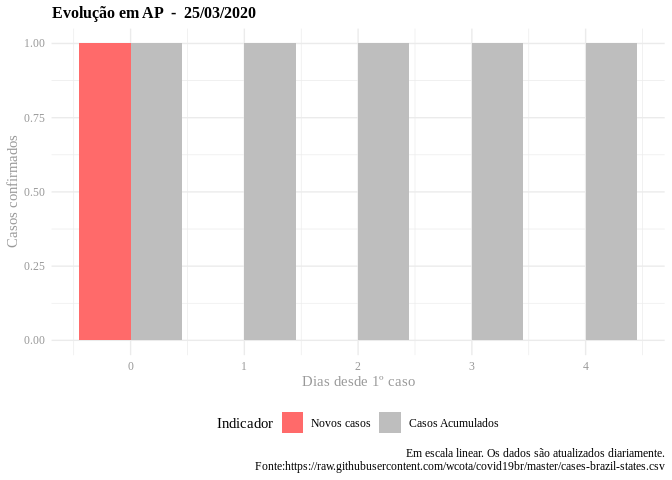 Evolução em AP  -  25/03/2020
Casos confirmados
1.00
0.75
0.50
0.25
0.00
0 1 2 3 4
Dias desde 1º caso
Indicador Novos casos Casos Acumulados
Em escala linear. Os dados são atualizados diariamente.
Fonte:https://raw.githubusercontent.com/wcota/covid19br/master/cases-brazil-states.csv